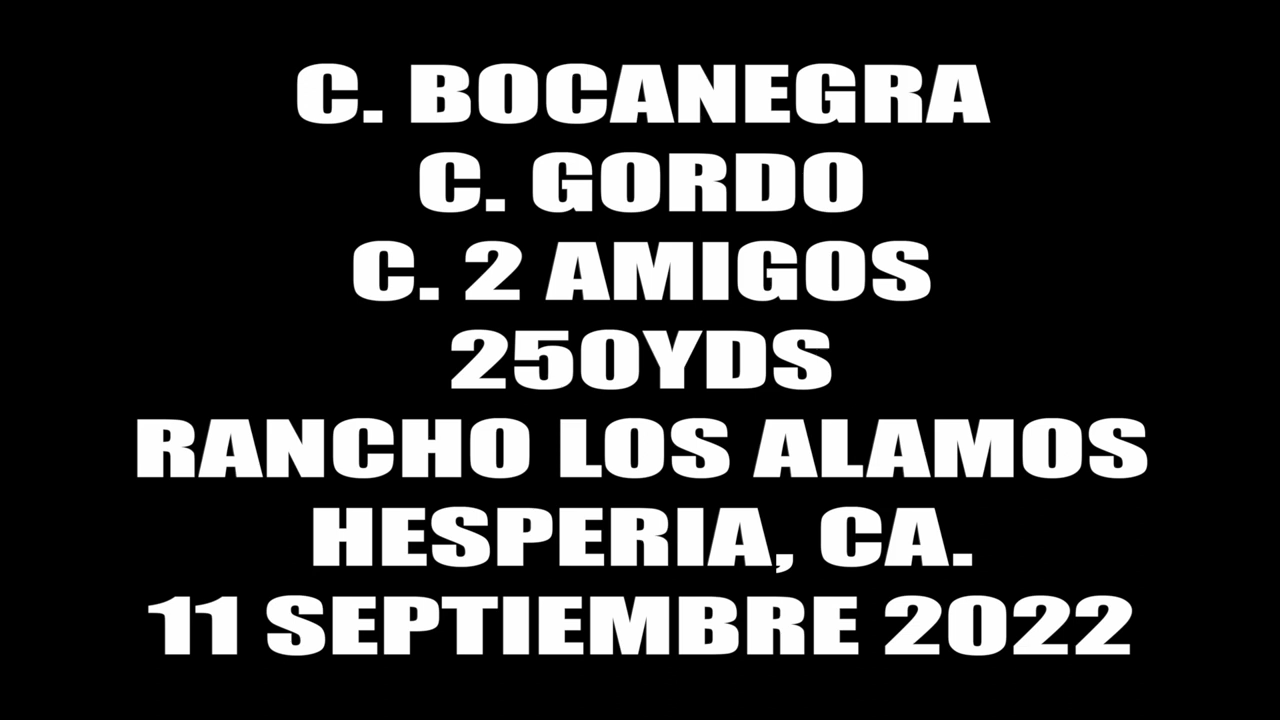 C. BOCANEGRA
C. GORDO
C. 2 AMIGOS
250YDS
RANCHO LOS ALAMOS
HESPERIA, CA.
11 SEPTIEMBRE 2022